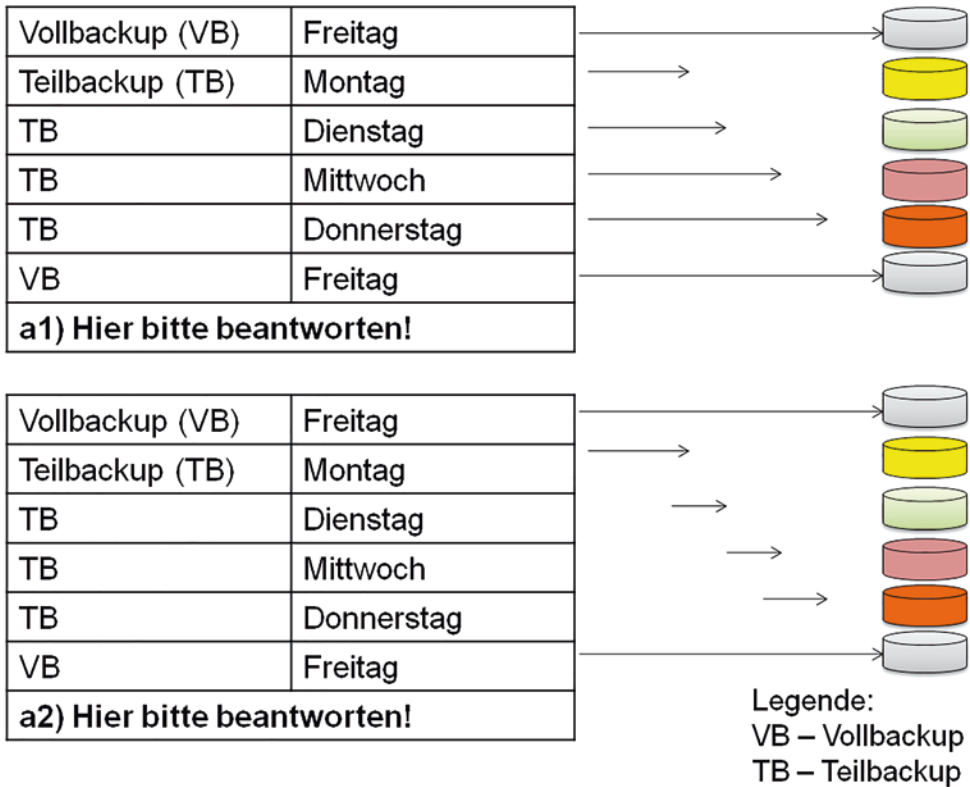 Vollbackup (VB) Freitag
Teilbackup (TB) Montag
TB Dienstag
TB Mittwoch
TB Donnerstag
VB Freitag
a1) Hier bitte beantworten!
Vollbackup (VB) Freitag
Teilbackup (TB) Montag
TB Dienstag
TB Mittwoch
TB Donnerstag
VB Freitag
a2) Hier bitte beantworten!
Legende:
VB – Vollbackup
TB – Teilbackup